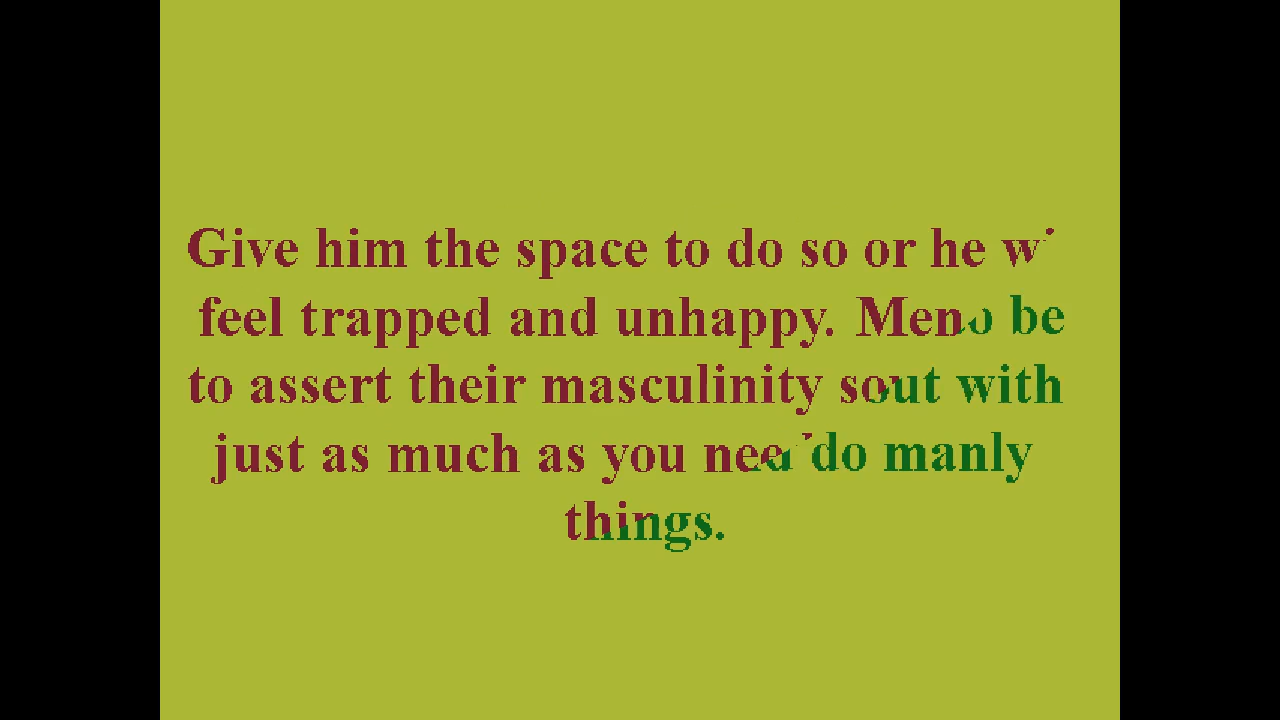 Give him the space to do so or he
feel trapped and unhappy. Men be
to assert their masculinity with
just as much as you do manly
things.